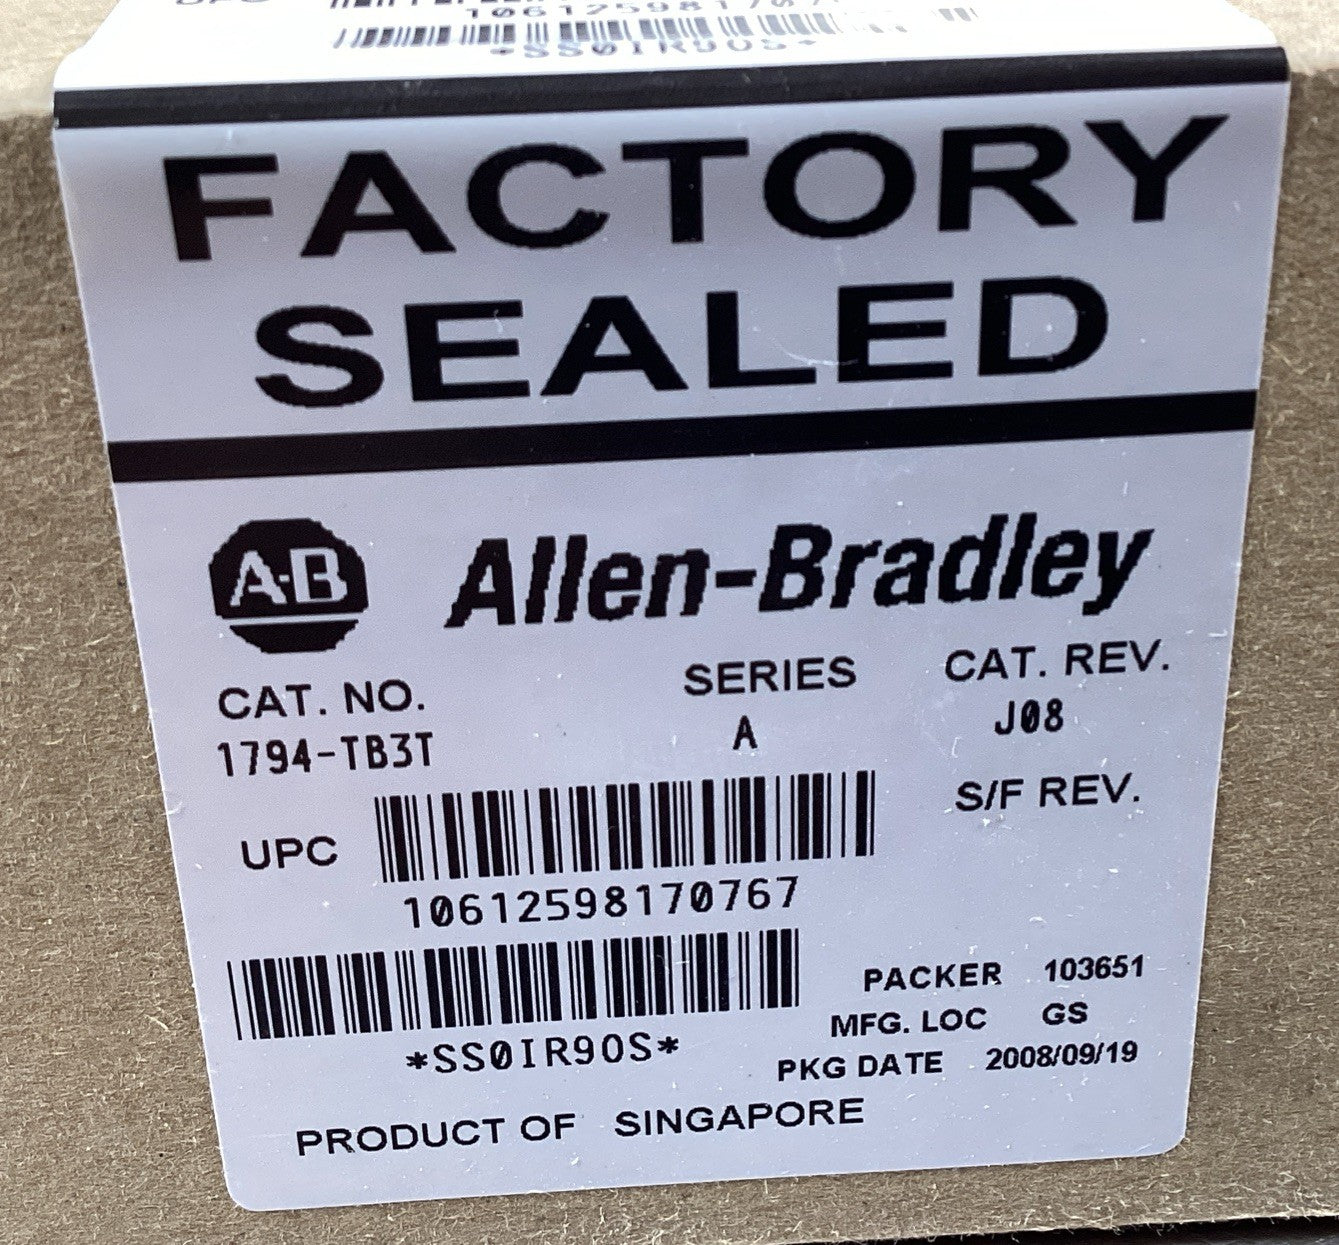 *SS0IR90S*
FACTORY
SEALED
A-B Allen-Bradley
CAT. NO. SERIES CAT. REV.
1794-TB3T A J08
UPC S/F REV.
10612598170767
*SS0IR90S*
PACKER 103651
MFG. LOC GS
PKG DATE 2008/09/19
PRODUCT OF SINGAPORE